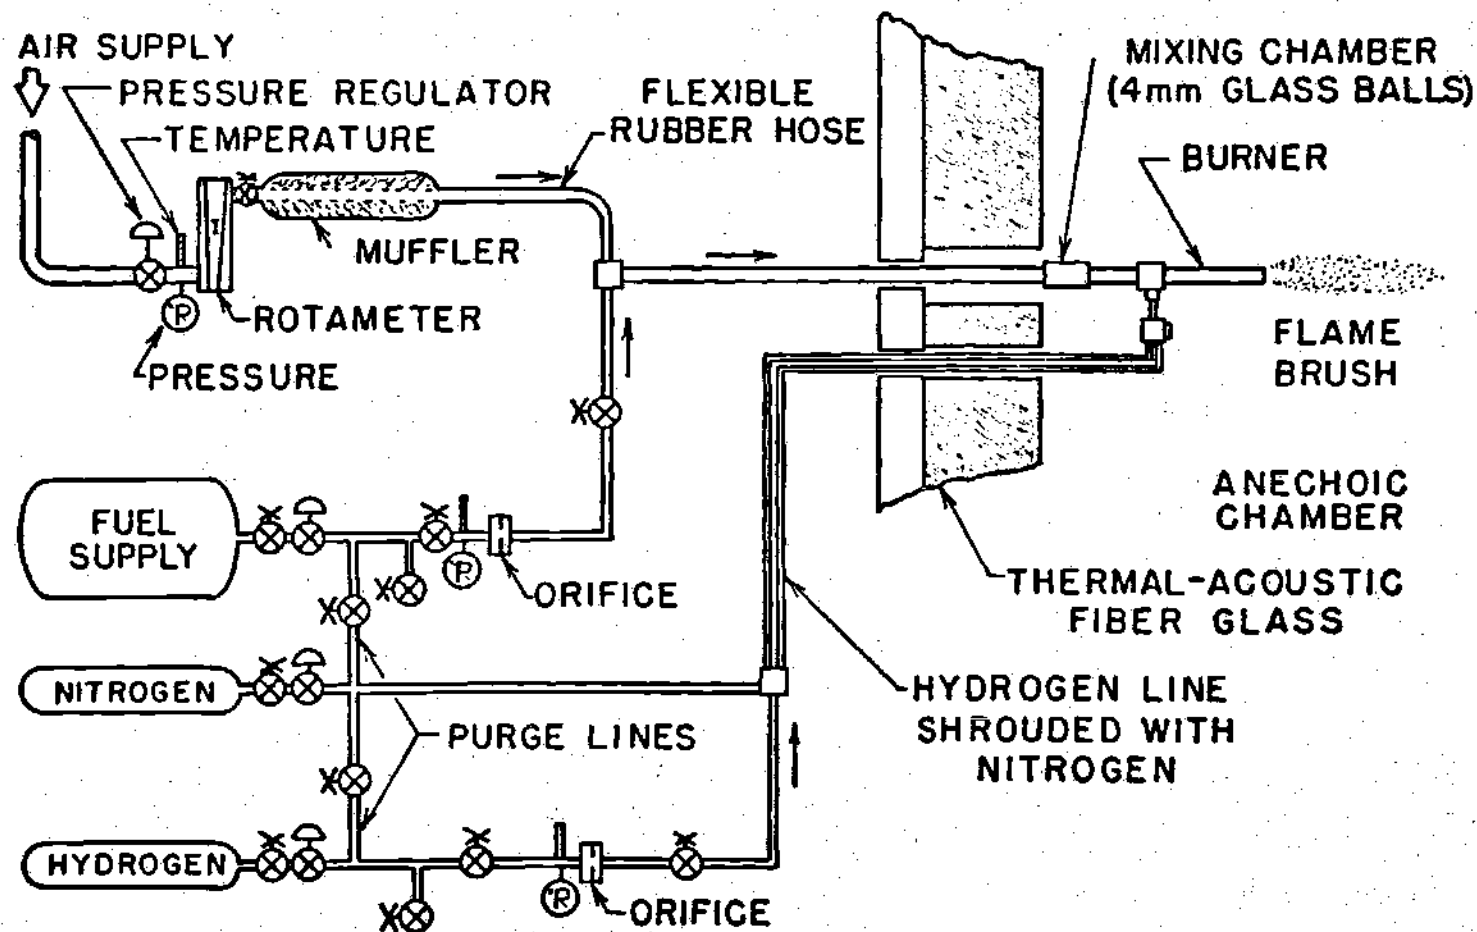 AIR SUPPLY
PRESSURE REGULATOR
TEMPERATURE
FLEXIBLE
RUBBER HOSE
MIXING CHAMBER
(4mm GLASS BALLS)
BURNER
MUFFLER
ROTAMETER
P
PRESSURE
FLAME
BRUSH
ANECHOIC
CHAMBER
FUEL
SUPPLY
P
ORIFICE
THERMAL-ACOUSTIC
FIBER GLASS
NITROGEN
PURGE LINES
HYDROGEN LINE
SHROUDED WITH
NITROGEN
HYDROGEN
P
ORIFICE